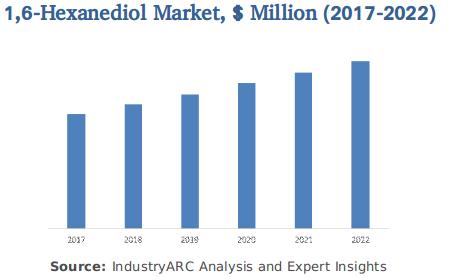 1,6-Hexanediol Market, $ Million (2017-2022)
2017 2018 2019 2020 2021 2022
Source: IndustryARC Analysis and Expert Insights